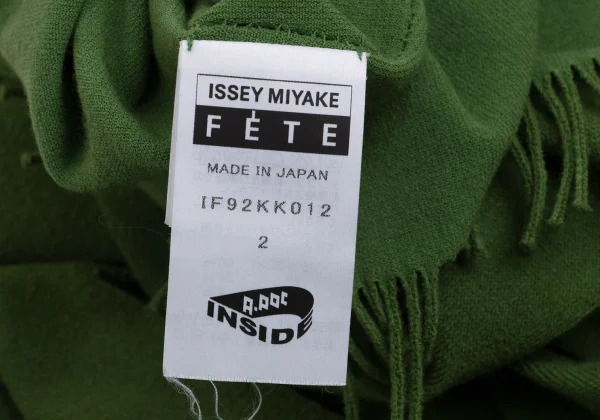 ISSEY MIYAKE
FÊTE
MADE IN JAPAN
IF92KK012
2
A.POC
INSIDE